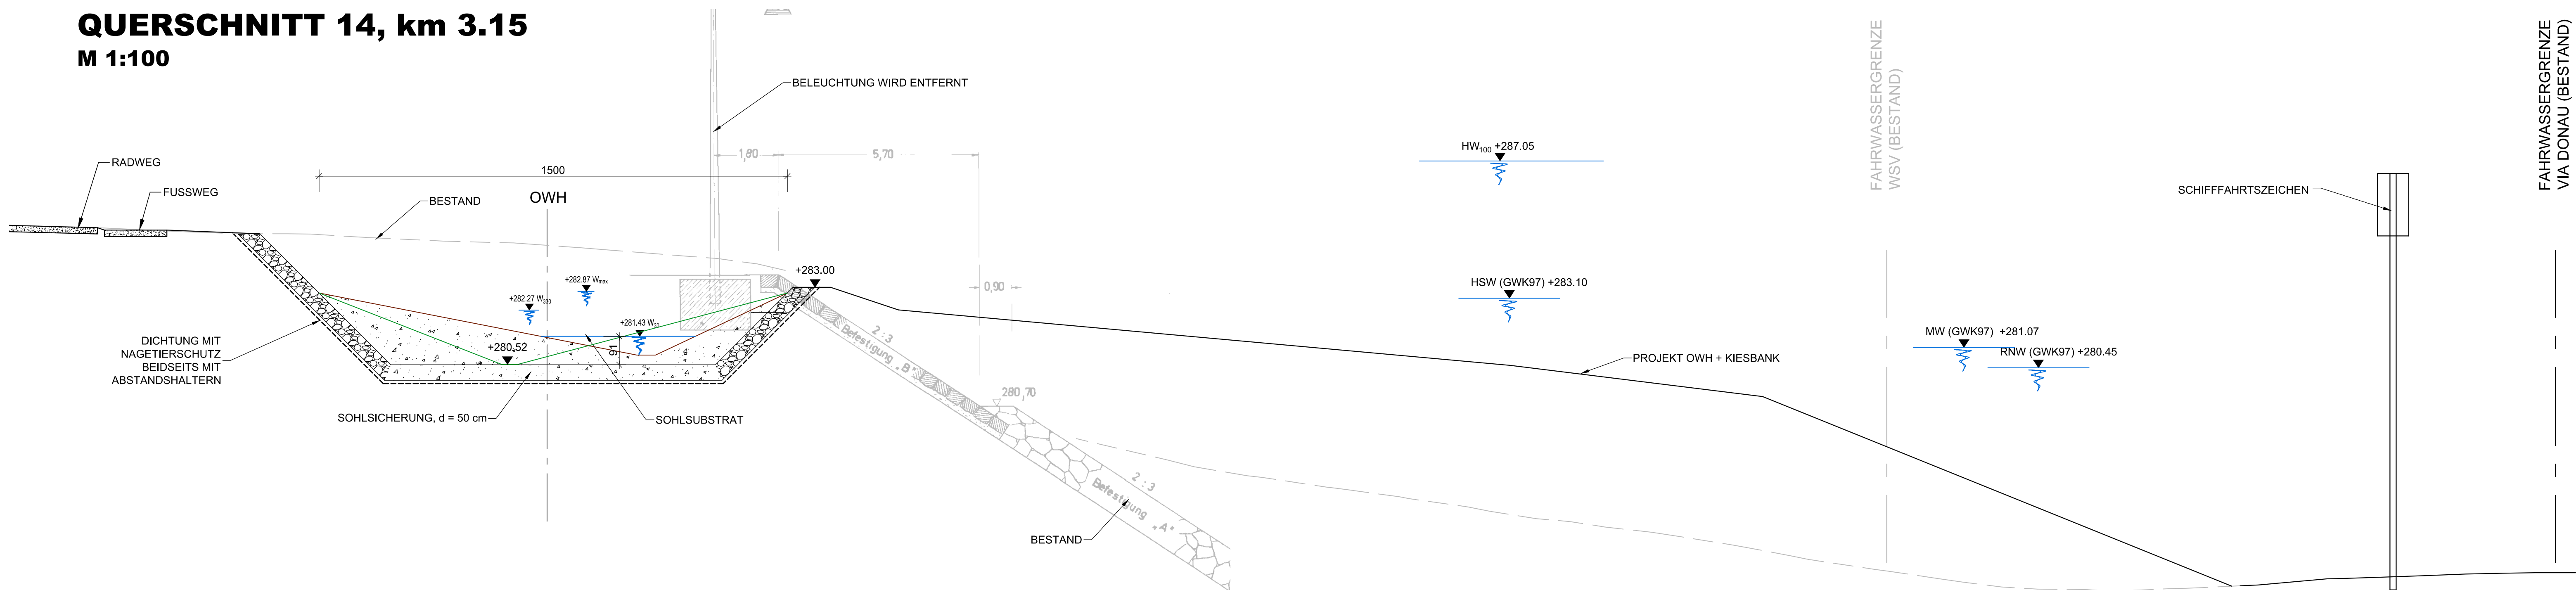 QUERSCHNITT 14, km 3.15
M 1:100
BELEUCHTUNG WIRD ENTFERNT
RADWEG
FUSSWEG
1500
OWH
BESTAND
1,80
5,70
HW100 +287.05
FAHRWASSERGRENZE
WSV (BESTAND)
SCHIFFFAHRTSZEICHEN
FAHRWASSERGRENZE
VIA DONAU (BESTAND)
+282.87 Wmax
+282.27 W300
+283.00
0,90
HSW (GWK97) +283.10
+281.43 W30
91
+280.52
DICHTUNG MIT
NAGETIERSCHUTZ
BEIDSEITS MIT
ABSTANDSHALTERN
2 : 3
Befestigung „B"
MW (GWK97) +281.07
RNW (GWK97) +280.45
PROJEKT OWH + KIESBANK
280,70
SOHLSICHERUNG, d = 50 cm
SOHLSUBSTRAT
2 : 3
Befestigung „A"
BESTAND